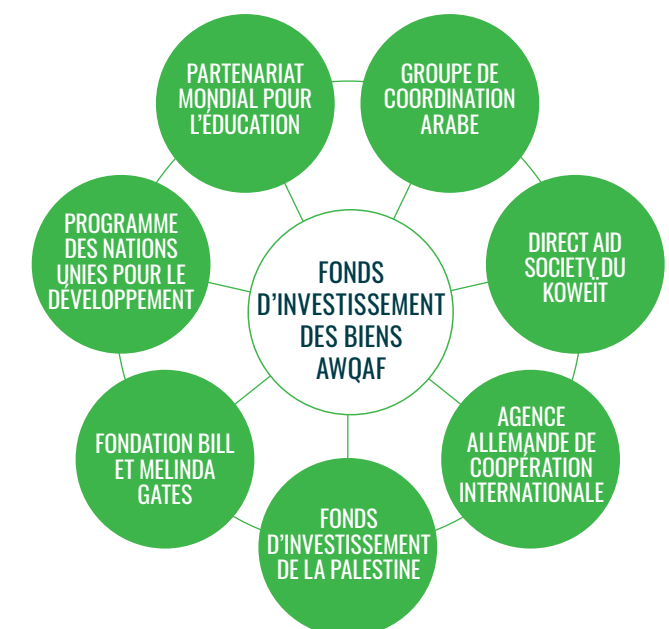 PARTENARIAT
MONDIAL POUR
L'ÉDUCATION
GROUPE DE
COORDINATION
ARABE
PROGRAMME
DES NATIONS
UNIES POUR LE
DÉVELOPPEMENT
FONDS
D'INVESTISSEMENT
DES BIENS
AWQAF
DIRECT AID
SOCIETY DU
KOWEÏT
FONDATION BILL
ET MELINDA
GATES
AGENCE
ALLEMANDE DE
COOPÉRATION
INTERNATIONALE
FONDS
D'INVESTISSEMENT
DE LA PALESTINE